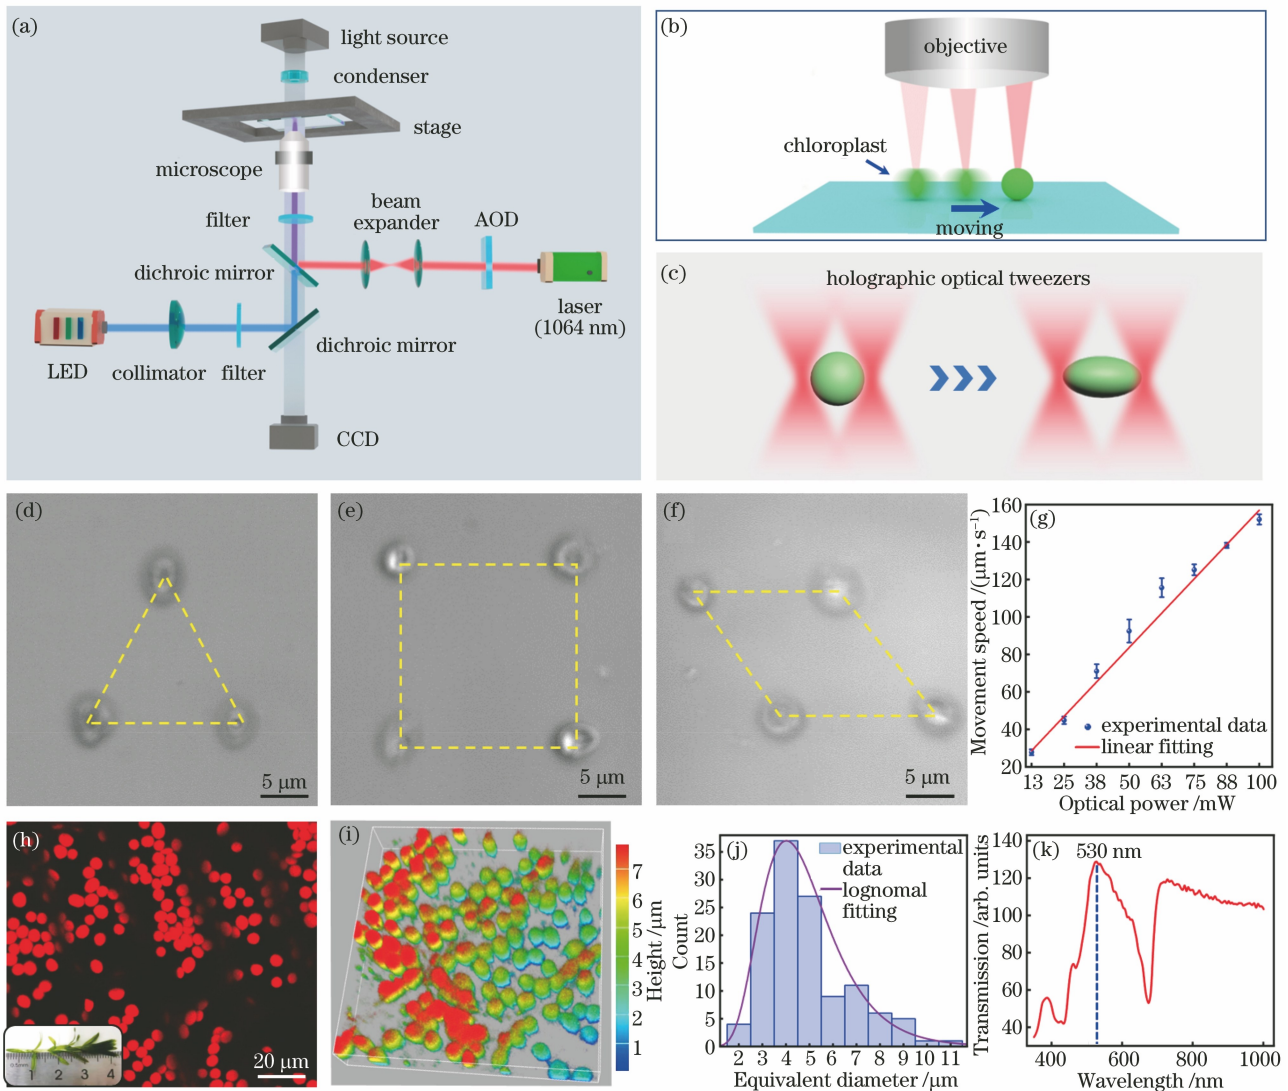 (a)
light source
condenser
stage
microscope
filter
beam
expander
AOD
dichroic mirror
laser
(1064 nm)
dichroic mirror
LED
collimator
filter
CCD
(b)
objective
chloroplast
moving
(c)
holographic optical tweezers
(d)
5 μm
(e)
5 μm
(f)
5 μm
(g)
Movement speed /(μm·s⁻¹)
160
140
120
100
80
60
40
20
experimental data
linear fitting
13 25 38 50 63 75 88 100
Optical power /mW
(h)
1 2 3 4
20 μm
(i)
7
6
5
4
3
2
1
Height /μm
(j)
experimental
data
lognomal
fitting
Count
35
30
25
20
15
10
5
0
2 3 4 5 6 7 8 9 10 11
Equivalent diameter /μm
(k)
530 nm
Transmission /arb. units
140
120
100
80
60
40
400 600 800 1000
Wavelength /nm